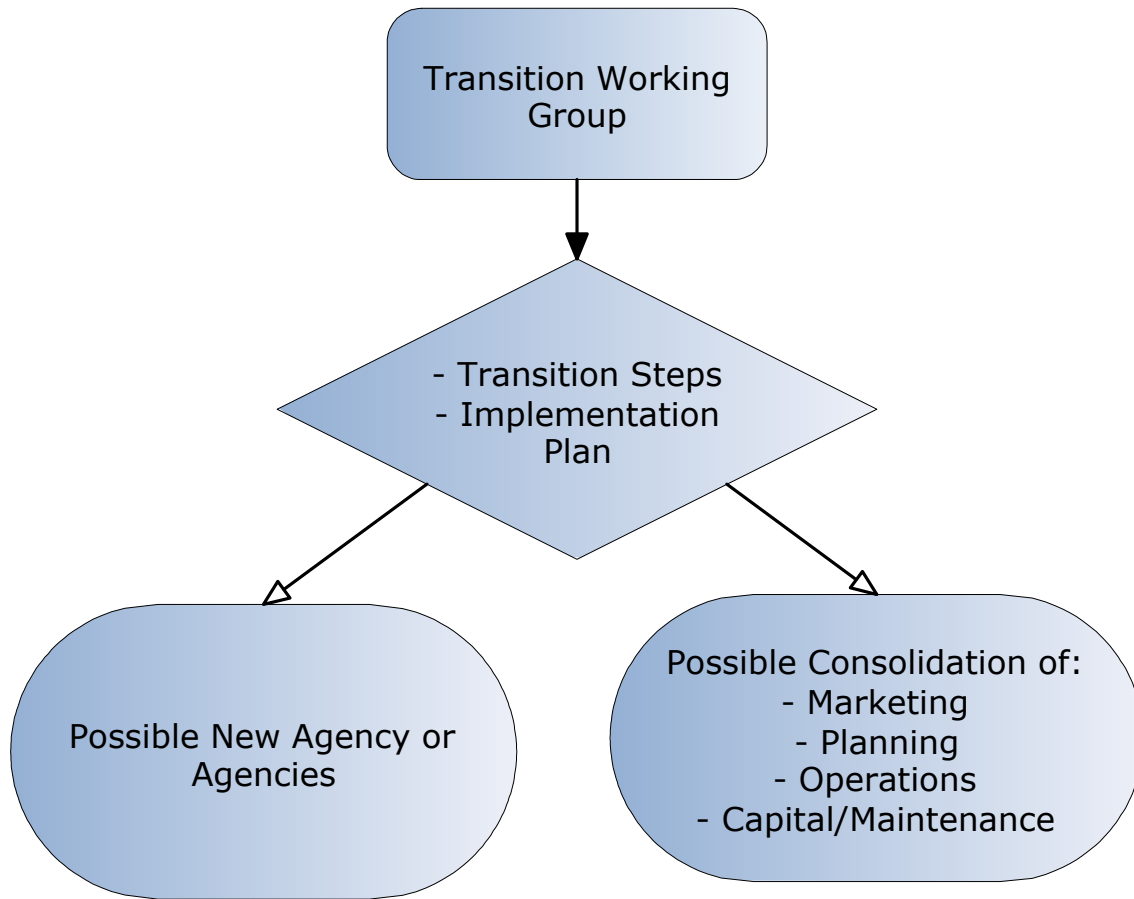 Transition Working
Group
- Transition Steps
- Implementation
Plan
Possible New Agency or
Agencies
Possible Consolidation of:
- Marketing
- Planning
- Operations
- Capital/Maintenance